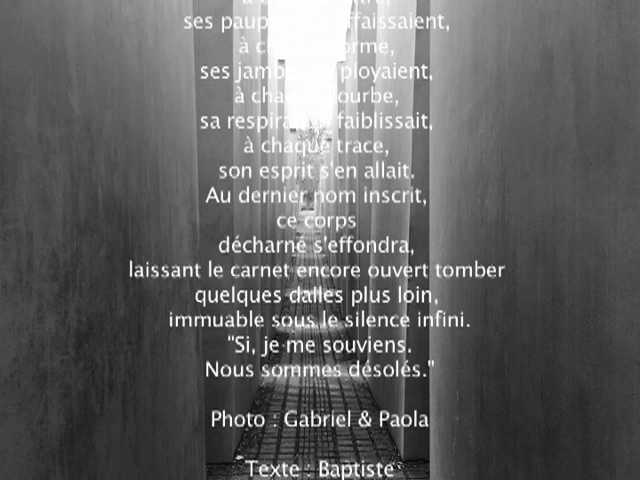 ses s'affaissaient,
à
ses ployaient,
à
sa faiblissait,
à chaque trace,
son esprit s'en allait.
Au dernier nom inscrit,
ce corps
décharné s'effondra,
laissant le carnet encore ouvert tomber
quelques dalles plus loin,
immuable sous le silence infini.
"Si, je me souviens.
Nous sommes désolés."
Photo : Gabriel & Paola
Texte : Baptiste